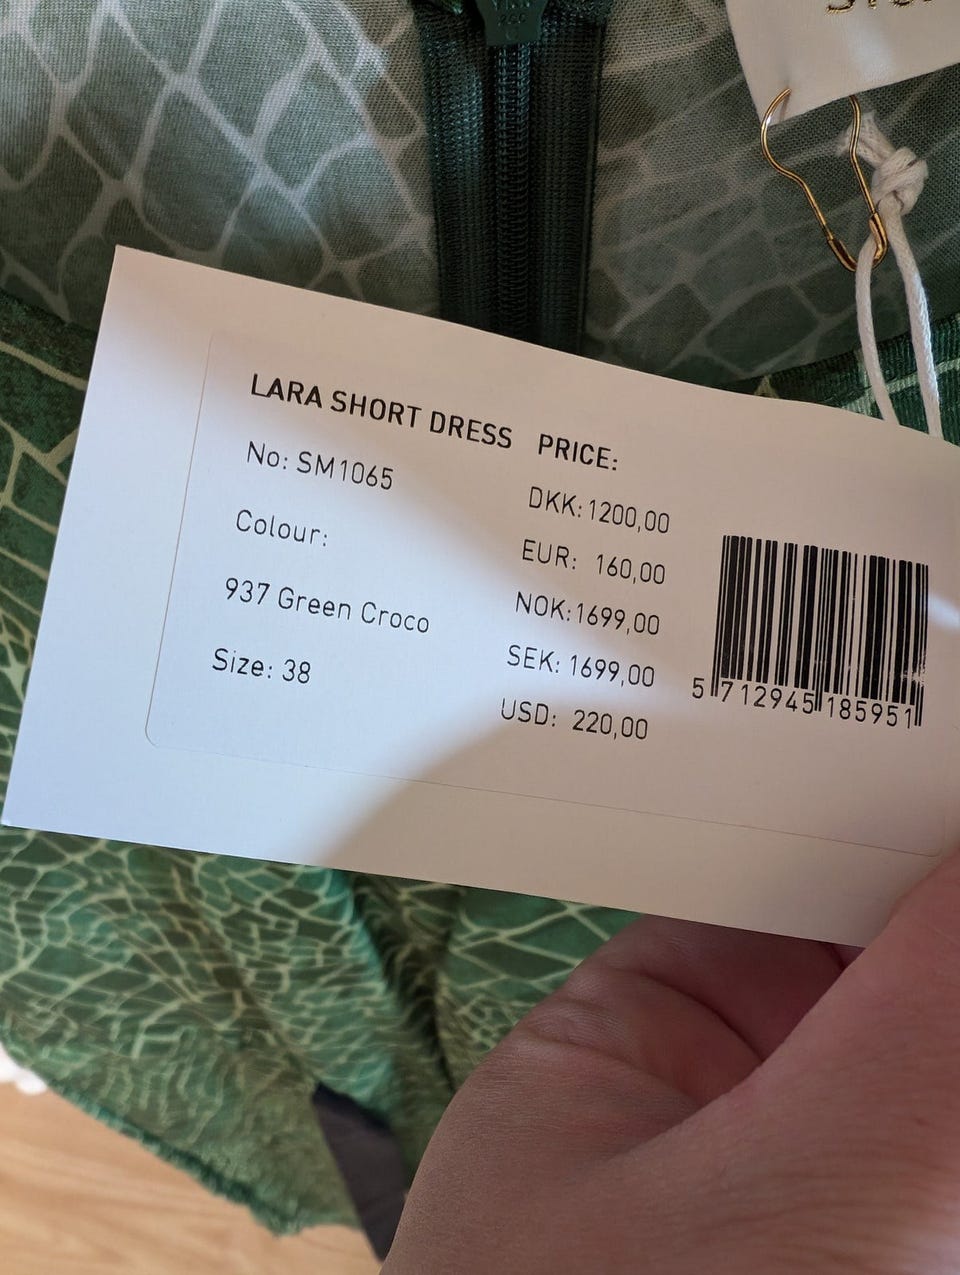 LARA SHORT DRESS
No: SM1065
Colour:
937 Green Croco
Size: 38
PRICE:
DKK: 1200,00
EUR: 160,00
NOK: 1699,00
SEK: 1699,00
USD: 220,00
5 712945 185951